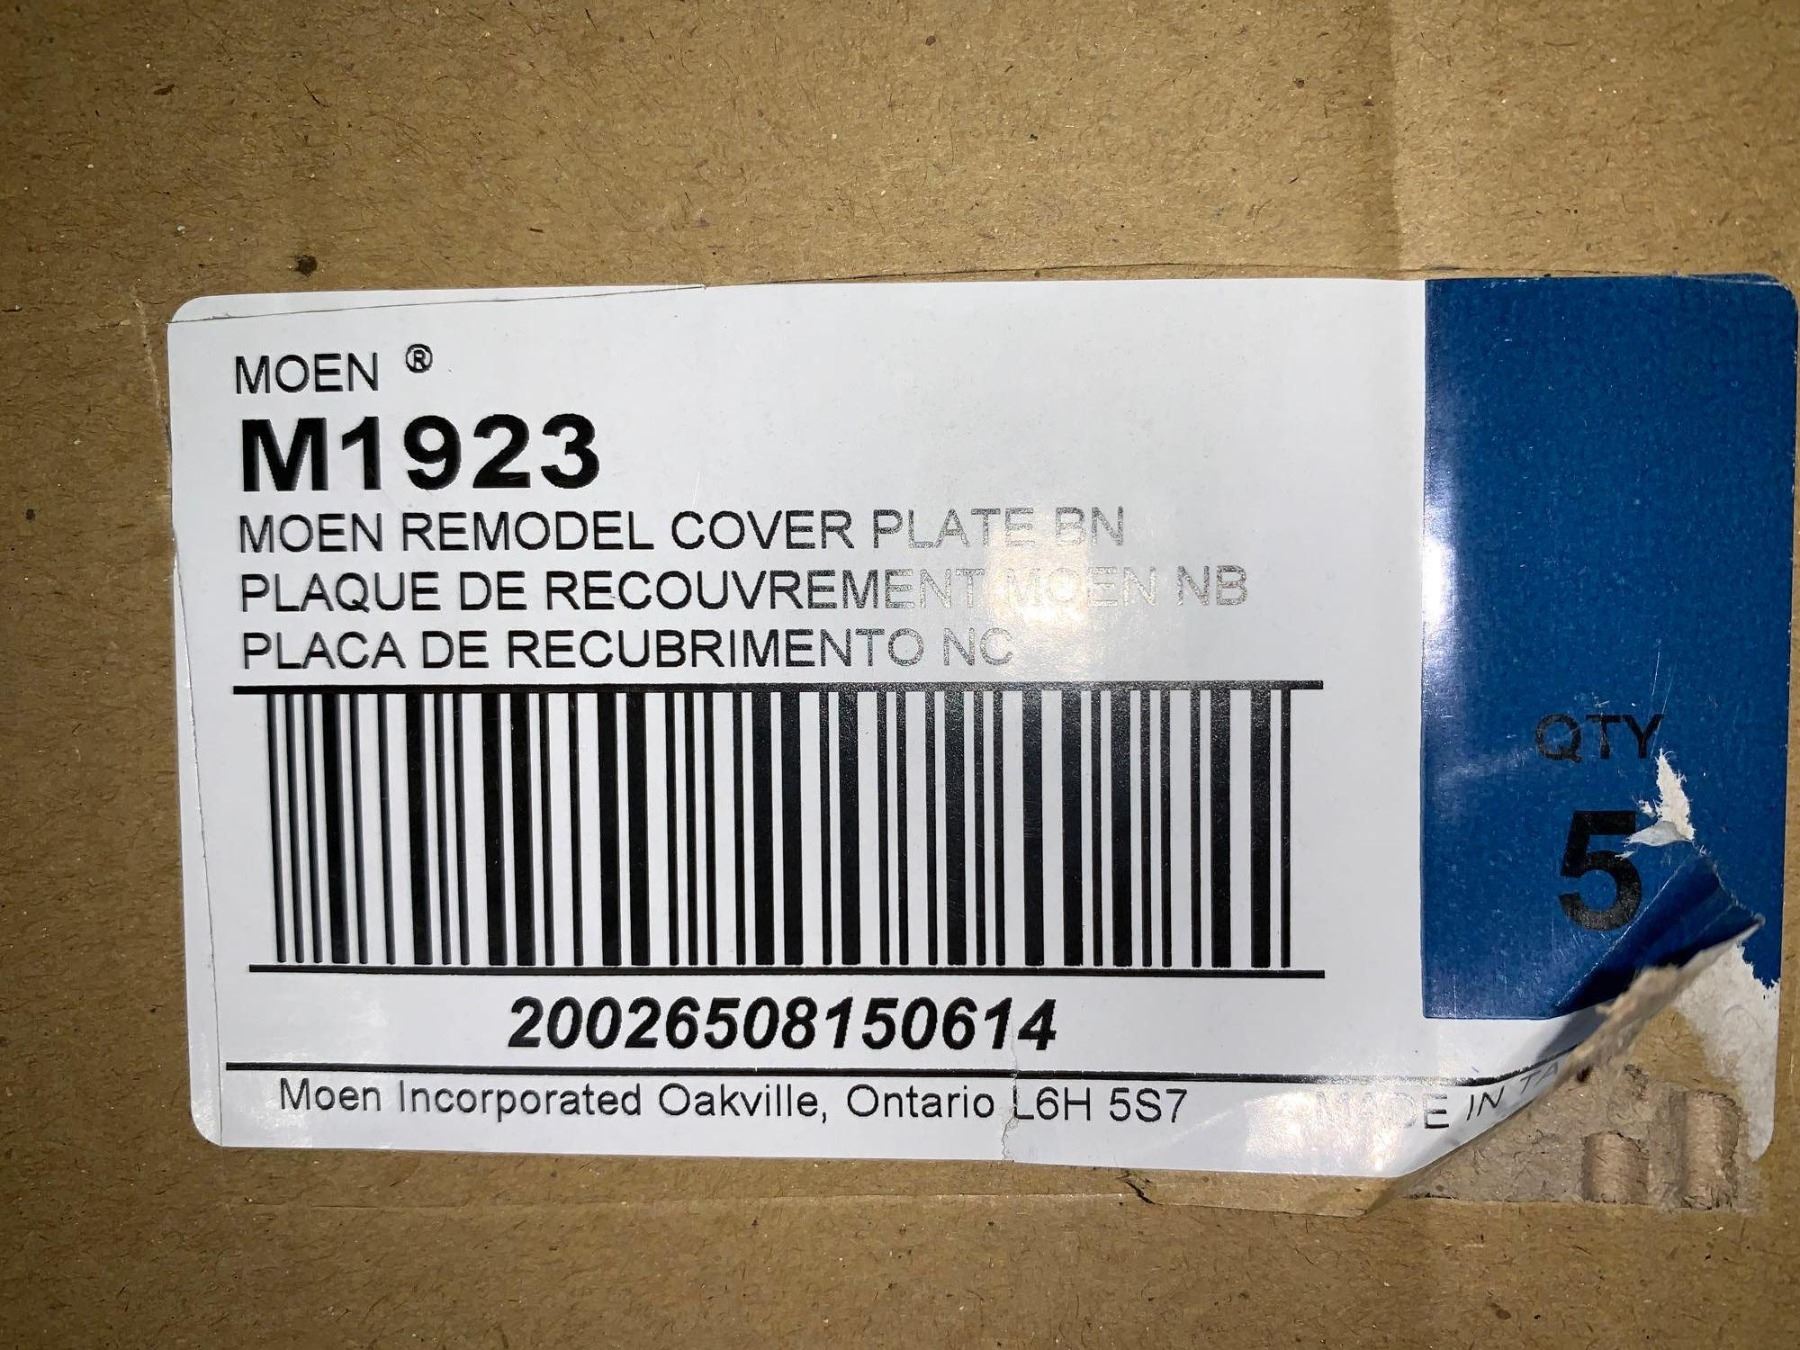 MOEN ®
M1923
MOEN REMODEL COVER PLATE BN
PLAQUE DE RECOUVREMENT MOEN NB
PLACA DE RECUBRIMENTO NC
20026508150614
Moen Incorporated Oakville, Ontario L6H 5S7
MADE IN
QTY
5